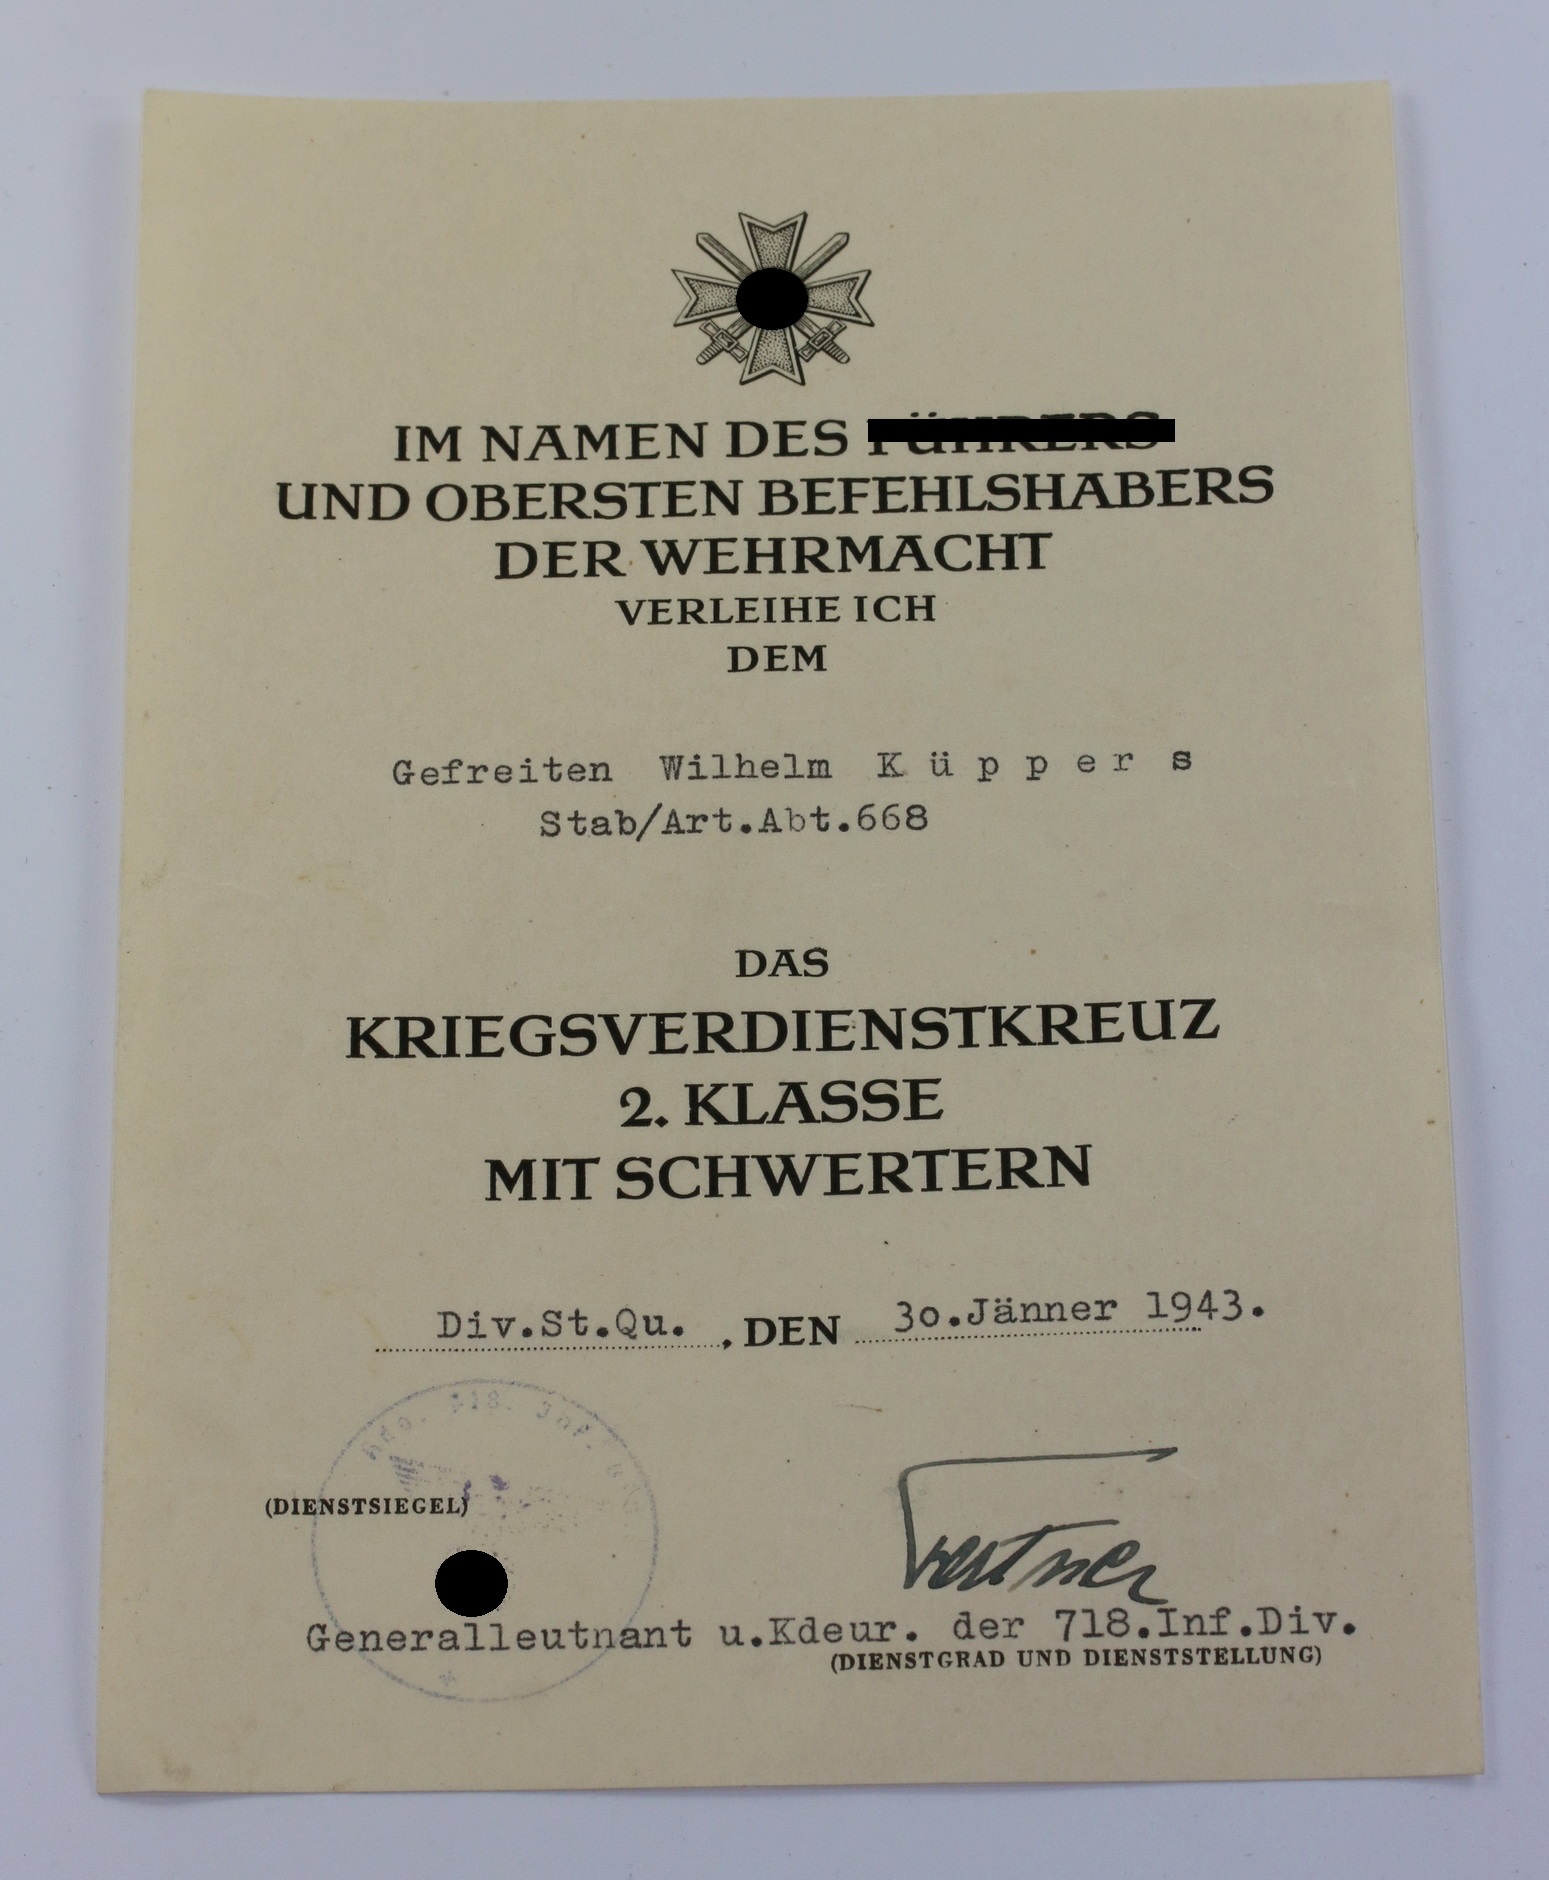 IM NAMEN DES FÜHRERS
UND OBERSTEN BEFEHLSHABERS
DER WEHRMACHT
VERLEIHE ICH
DEM
Gefreiten Wilhelm K ü p p e r s
Stab/Art.Abt.668
DAS
KRIEGSVERDIENSTKREUZ
2. KLASSE
MIT SCHWERTERN
Div.St.Qu. , DEN 3o.Jänner 1943.
(DIENSTSIEGEL)
Generalleutnant u.Kdeur. der 718.Inf.Div.
(DIENSTGRAD UND DIENSTSTELLUNG)